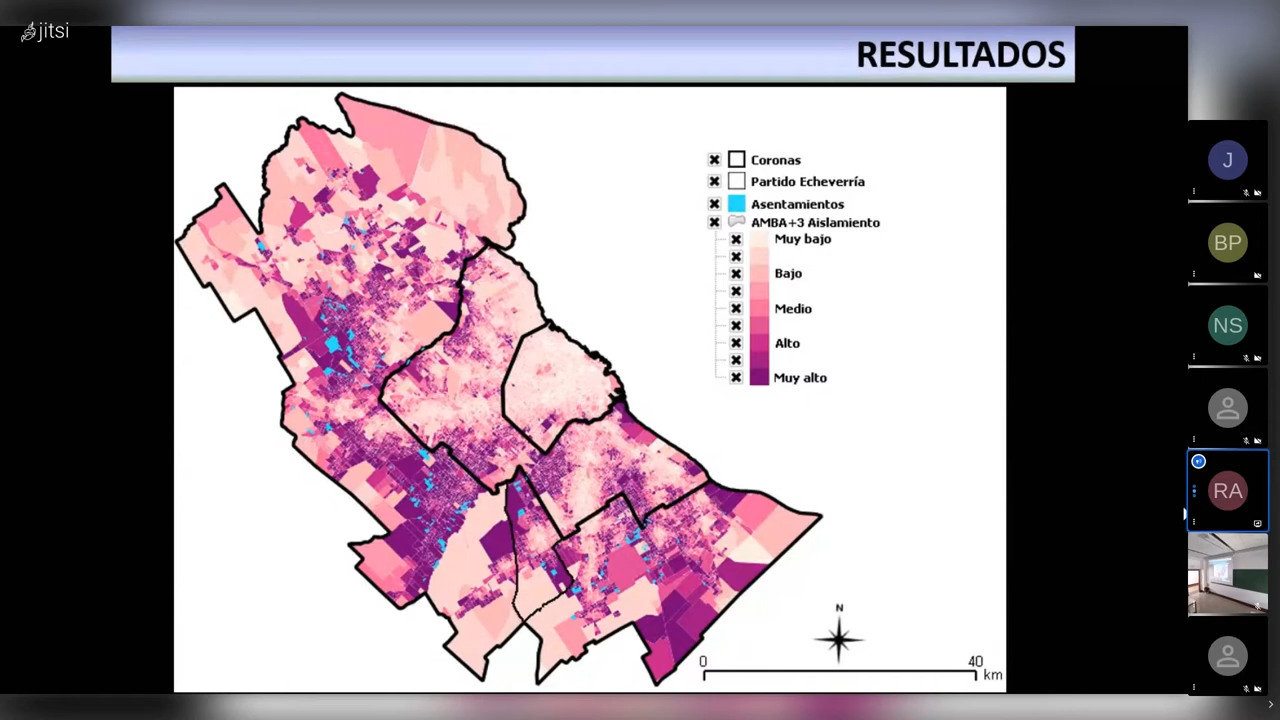 jitsi
RESULTADOS
Coronas
Partido Echeverría
Asentamientos
AMBA+3 Aislamiento
Muy bajo
Bajo
Medio
Alto
Muy alto
N
0 40
km
J
BP
NS
RA